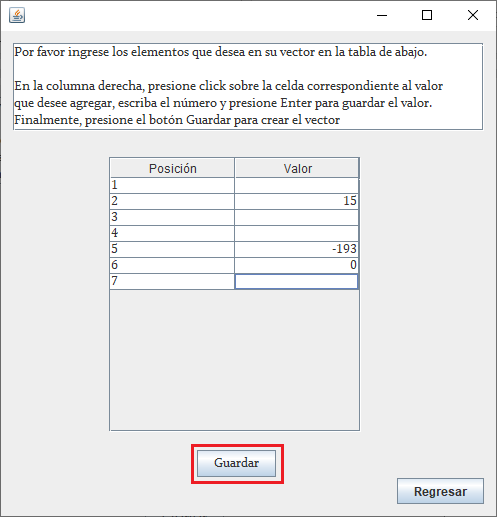 Por favor ingrese los elementos que desea en su vector en la tabla de abajo.
En la columna derecha, presione click sobre la celda correspondiente al valor
que desee agregar, escriba el número y presione Enter para guardar el valor.
Finalmente, presione el botón Guardar para crear el vector
Posición Valor
1
2 15
3
4
5 -193
6 0
7
Guardar
Regresar